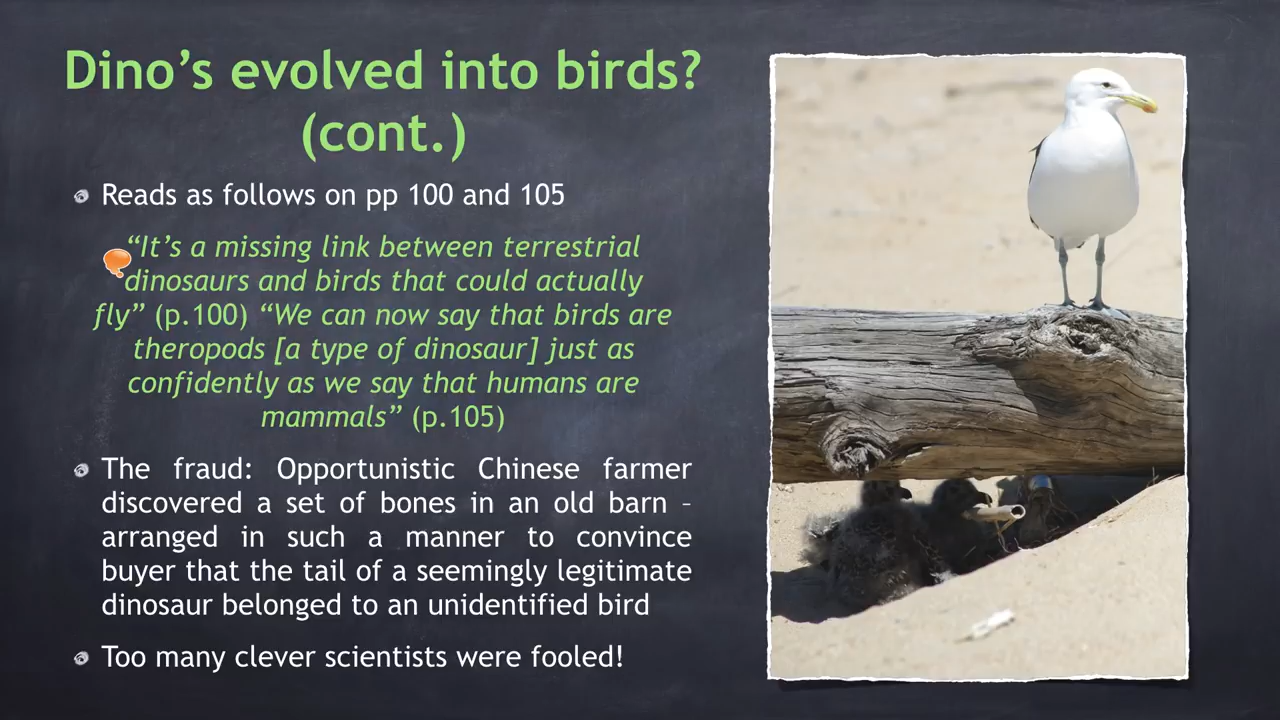 Dino’s evolved into birds?
(cont.)
Reads as follows on pp 100 and 105
“It’s a missing link between terrestrial
dinosaurs and birds that could actually
fly” (p.100) “We can now say that birds are
theropods [a type of dinosaur] just as
confidently as we say that humans are
mammals” (p.105)
The fraud: Opportunistic Chinese farmer
discovered a set of bones in an old barn –
arranged in such a manner to convince
buyer that the tail of a seemingly legitimate
dinosaur belonged to an unidentified bird
Too many clever scientists were fooled!